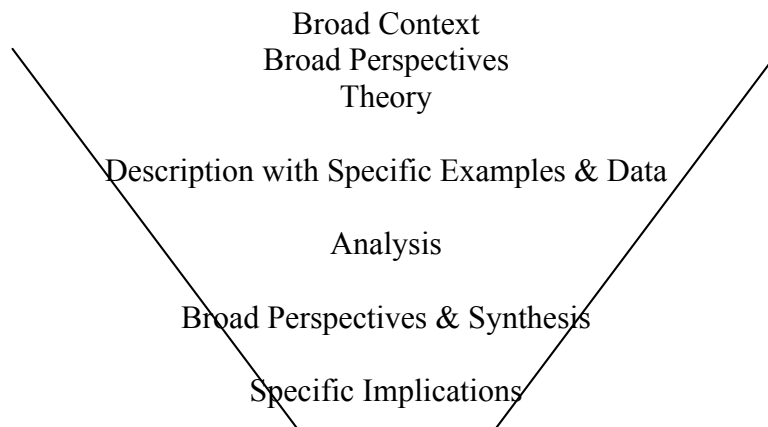 Broad Context
Broad Perspectives
Theory
Description with Specific Examples & Data
Analysis
Broad Perspectives & Synthesis
Specific Implications